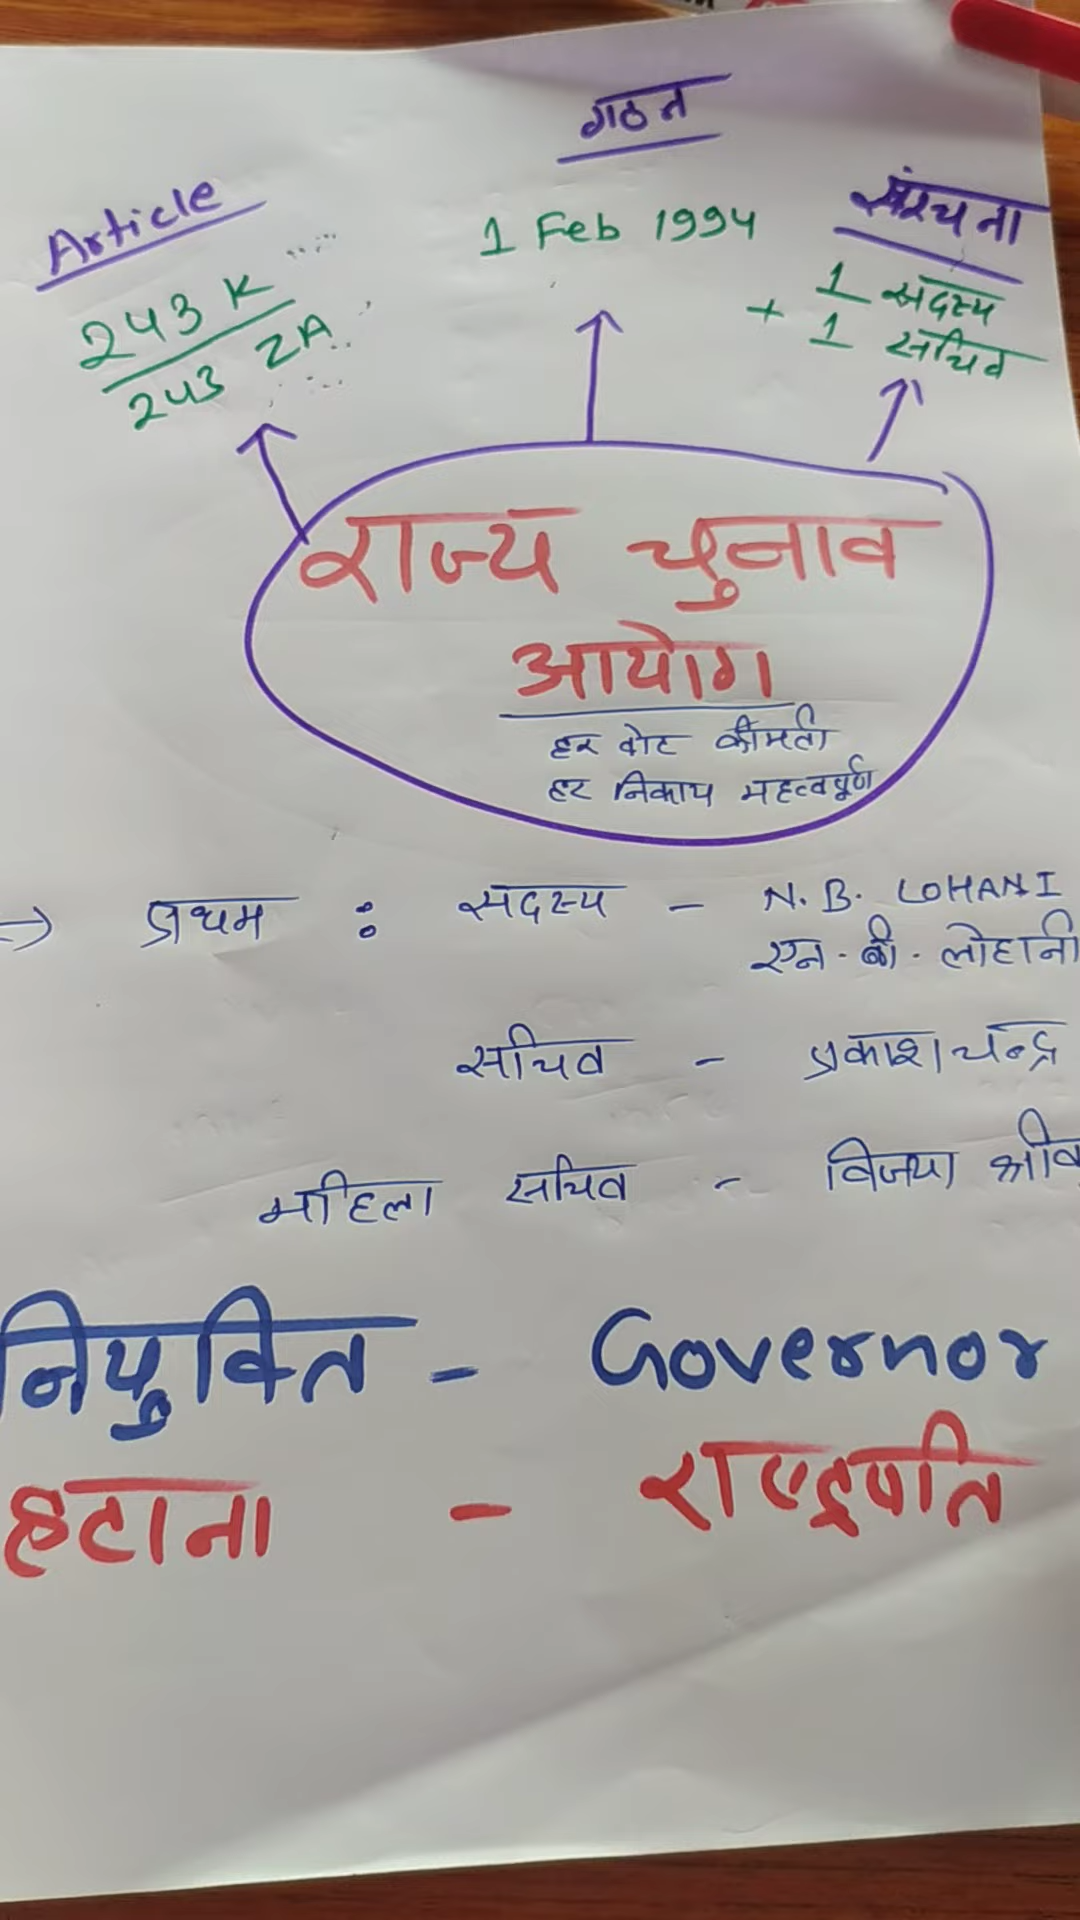 गठन
Article
संरचना
1 Feb 1994
243 K
243 ZA
1 सदस्य
+ 1 सचिव
राज्य चुनाव
आयोग
हर वोट कीमती
हर निकाय महत्वपूर्ण
→ प्रथम : सदस्य - N. B. LOHANI
एन. बी. लोहानी
सचिव - प्रकाश चन्द्र
महिला सचिव - विजया
नियुक्ति - Governor
हटाना - राष्ट्रपति